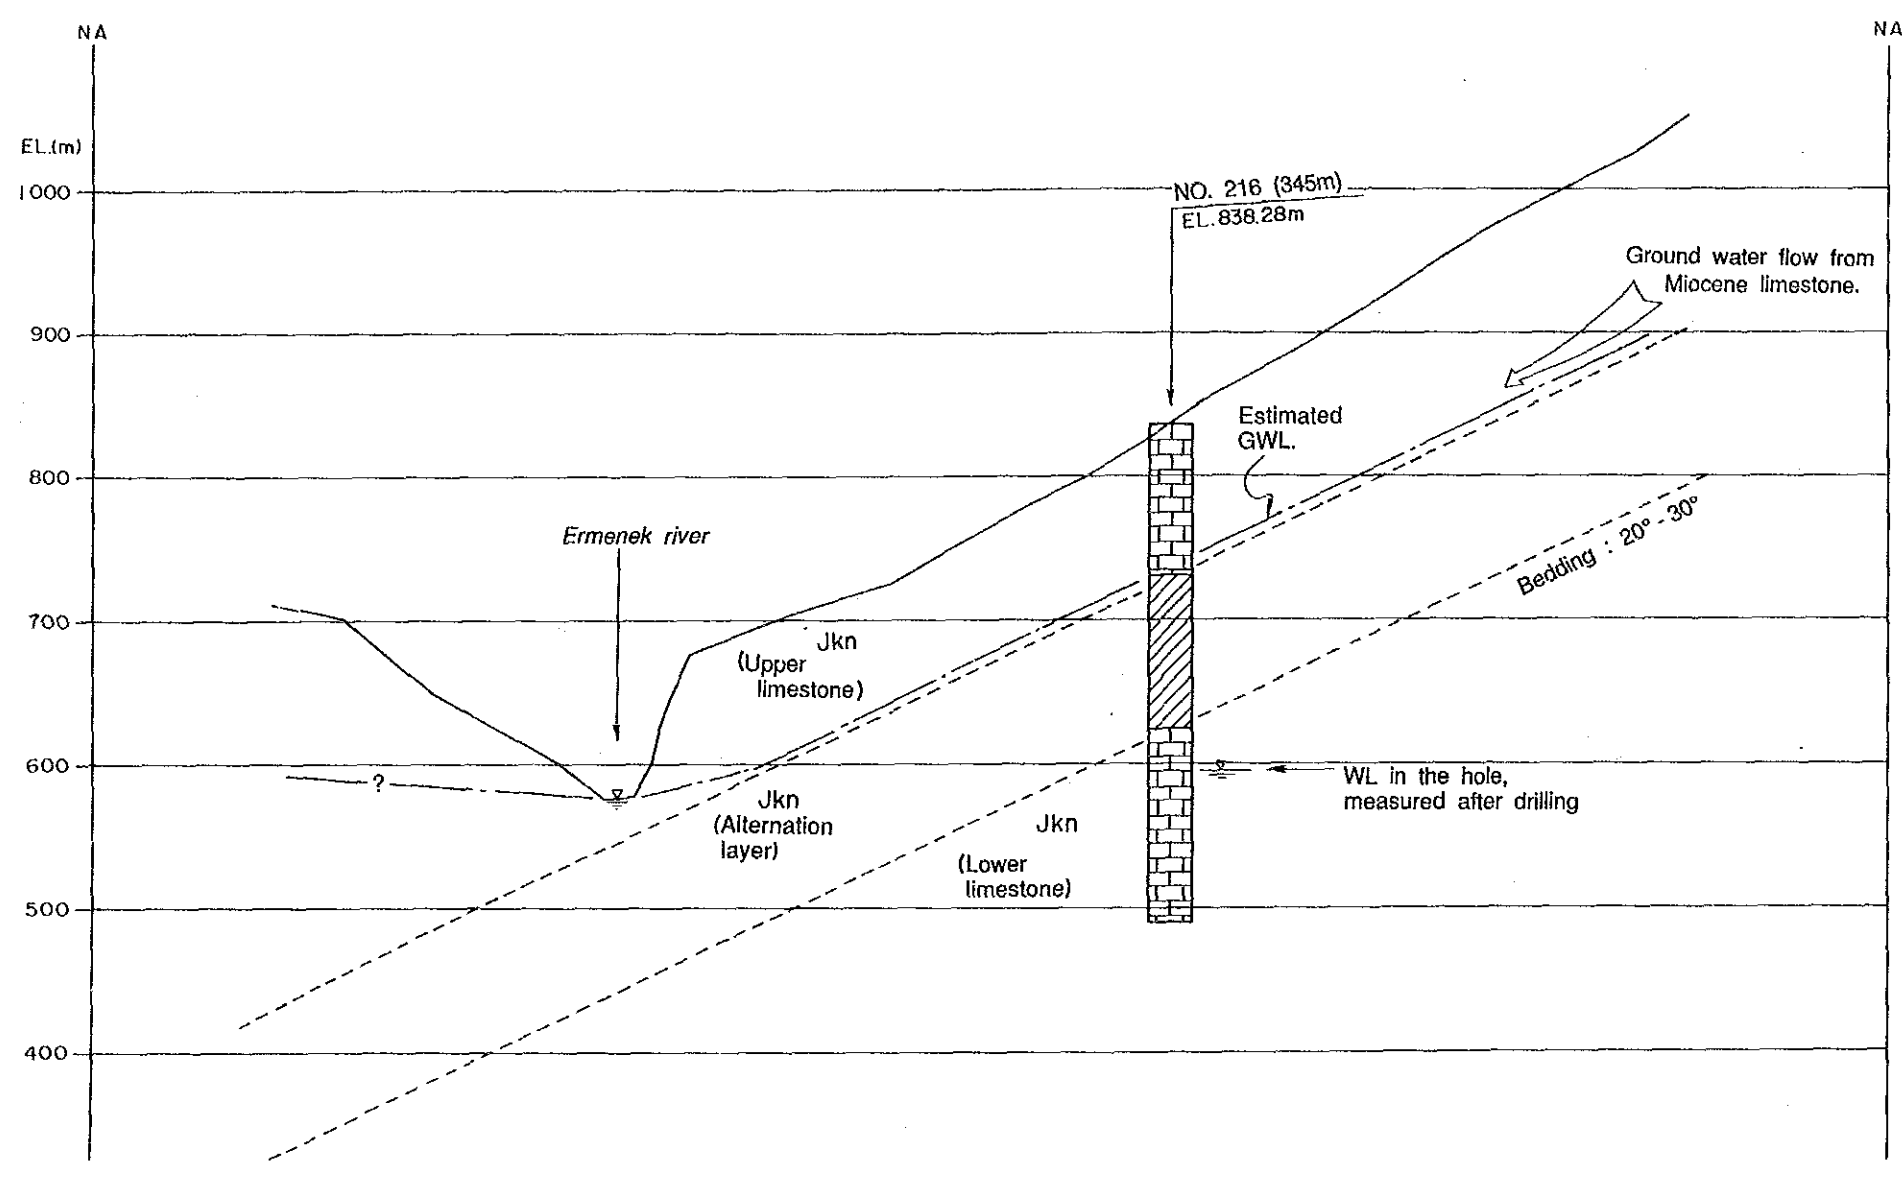 NA
NA
EL.(m)
1000
NO. 216 (345m)
EL.838.28m
Ground water flow from
Miocene limestone.
900
Estimated
GWL.
800
Ermenek river
Bedding : 20° - 30°
700
Jkn
(Upper
limestone)
600
?
WL in the hole,
measured after drilling
Jkn
(Alternation
layer)
Jkn
(Lower
limestone)
500
400